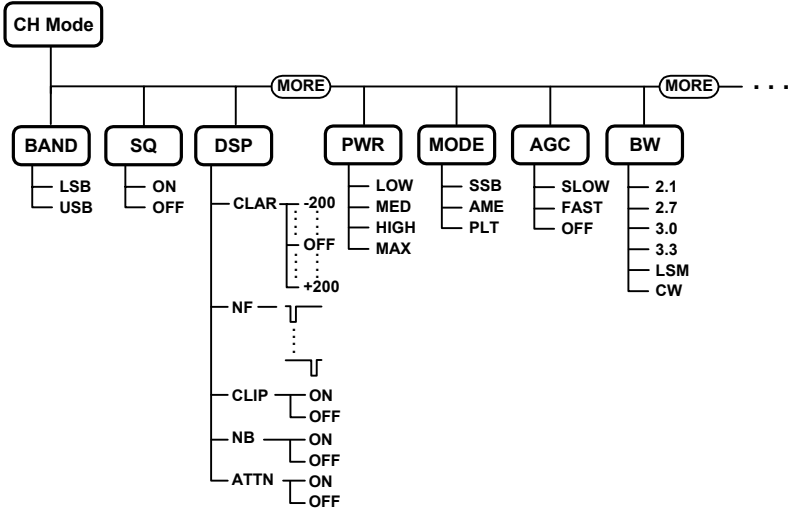 CH Mode
MORE
MORE
BAND
SQ
DSP
PWR
MODE
AGC
BW
LSB
USB
ON
OFF
CLAR
-200
OFF
+200
NF
CLIP
ON
OFF
NB
ON
OFF
ATTN
ON
OFF
LOW
MED
HIGH
MAX
SSB
AME
PLT
SLOW
FAST
OFF
2.1
2.7
3.0
3.3
LSM
CW